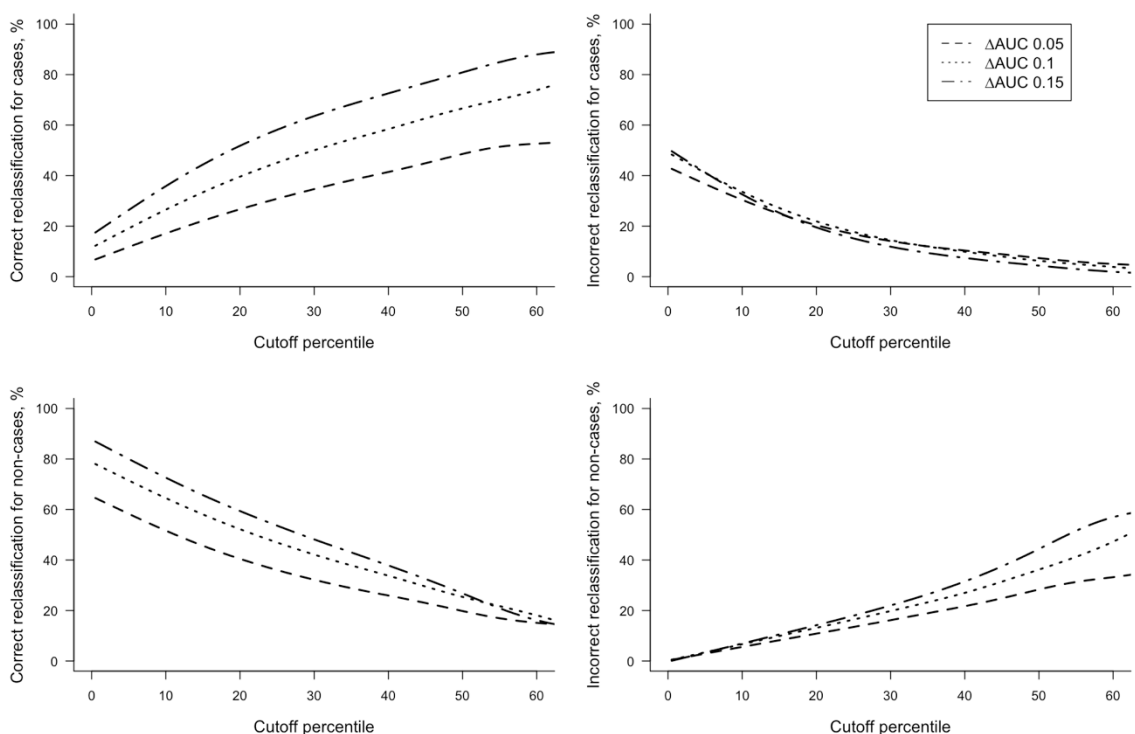 Correct reclassification for cases, %
100
80
60
40
20
0
0 10 20 30 40 50 60
Cutoff percentile
Incorrect reclassification for cases, %
100
80
60
40
20
0
ΔAUC 0.05
ΔAUC 0.1
ΔAUC 0.15
0 10 20 30 40 50 60
Cutoff percentile
Correct reclassification for non-cases, %
100
80
60
40
20
0
0 10 20 30 40 50 60
Cutoff percentile
Incorrect reclassification for non-cases, %
100
80
60
40
20
0
0 10 20 30 40 50 60
Cutoff percentile